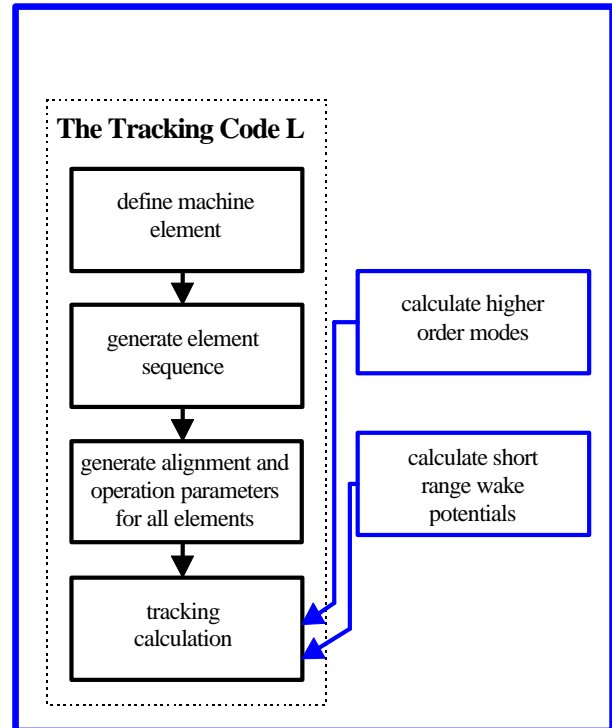 The Tracking Code L
define machine
element
generate element
sequence
generate alignment and
operation parameters
for all elements
tracking
calculation
calculate higher
order modes
calculate short
range wake
potentials